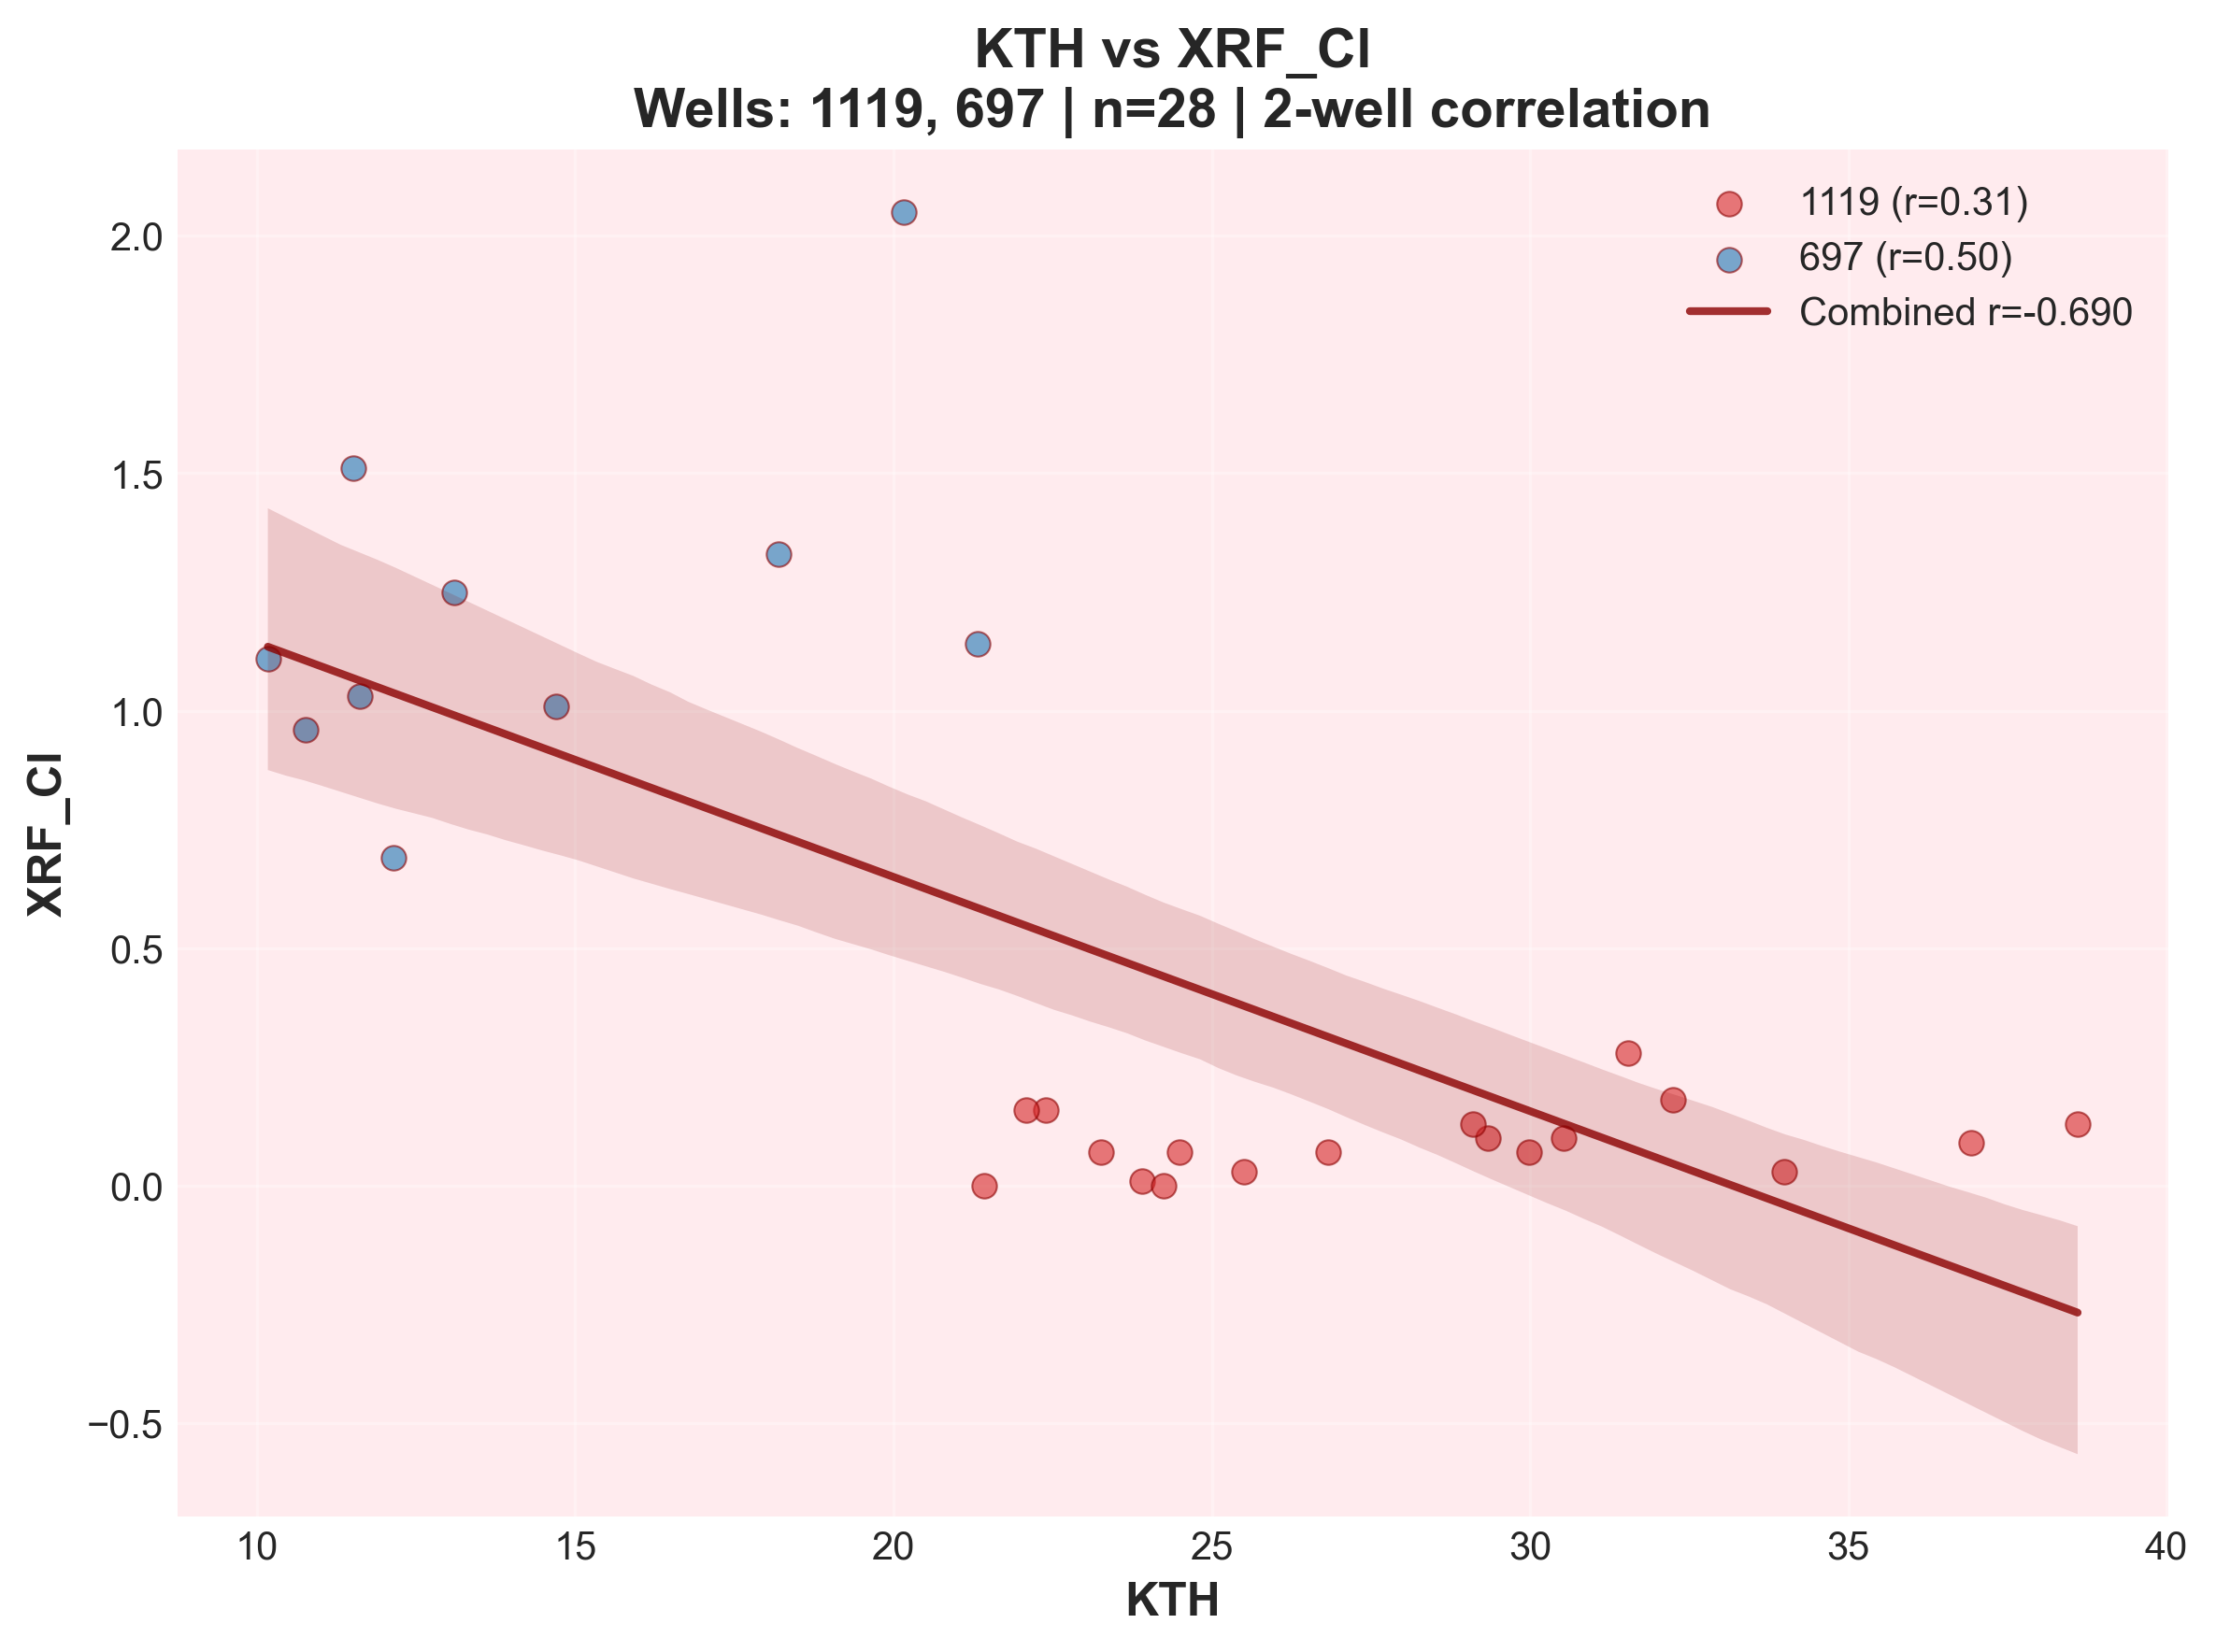 KTH vs XRF_Cl
Wells: 1119, 697 | n=28 | 2-well correlation
1119 (r=0.31)
697 (r=0.50)
Combined r=-0.690
2.0
1.5
1.0
0.5
0.0
−0.5
XRF_Cl
10 15 20 25 30 35 40
KTH